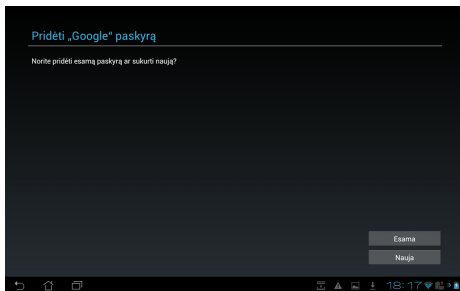 Pridėti „Google“ paskyrą
Norite pridėti esamą paskyrą ar sukurti naują?
Esama
Nauja
18:17